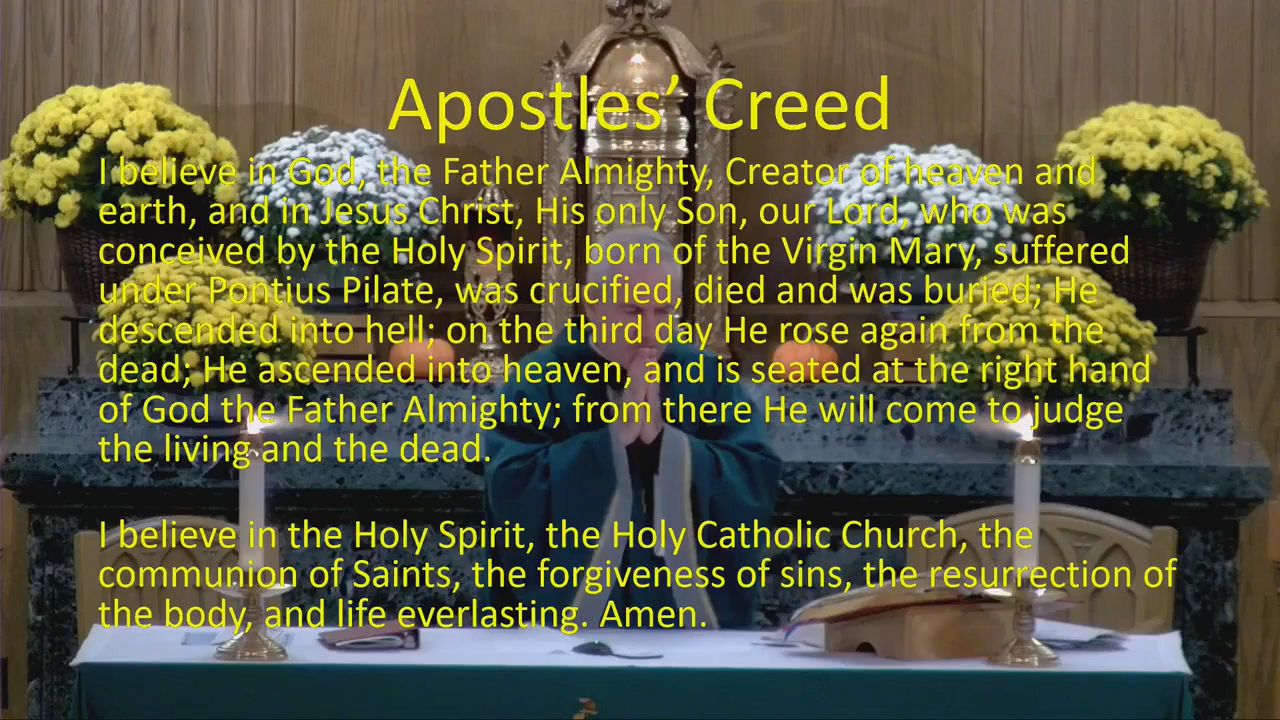 Apostles’ Creed
I believe in God, the Father Almighty, Creator of heaven and
earth, and in Jesus Christ, His only Son, our Lord, who was
conceived by the Holy Spirit, born of the Virgin Mary, suffered
under Pontius Pilate, was crucified, died and was buried; He
descended into hell; on the third day He rose again from the
dead; He ascended into heaven, and is seated at the right hand
of God the Father Almighty; from there He will come to judge
the living and the dead.
I believe in the Holy Spirit, the Holy Catholic Church, the
communion of Saints, the forgiveness of sins, the resurrection of
the body, and life everlasting. Amen.